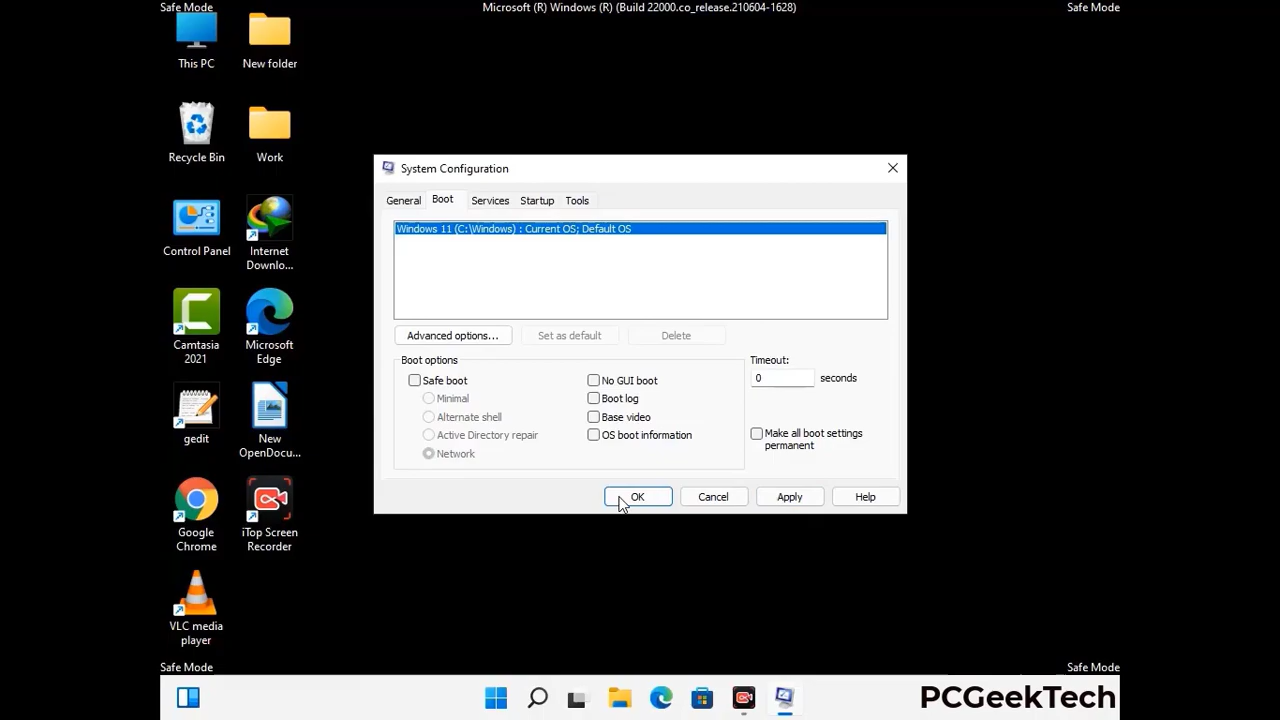 Safe Mode
Microsoft (R) Windows (R) (Build 22000.co_release.210604-1628)
Safe Mode
This PC
New folder
Recycle Bin
Work
Control Panel
Internet
Downlo...
Camtasia
2021
Microsoft
Edge
gedit
New
OpenDocu...
Google
Chrome
iTop Screen
Recorder
VLC media
player
System Configuration
General
Boot
Services
Startup
Tools
Windows 11 (C:\Windows) : Current OS; Default OS
Advanced options...
Set as default
Delete
Boot options
Safe boot
Minimal
Alternate shell
Active Directory repair
Network
No GUI boot
Boot log
Base video
OS boot information
Timeout:
0 seconds
Make all boot settings
permanent
OK
Cancel
Apply
Help
Safe Mode
Safe Mode
PCGeekTech